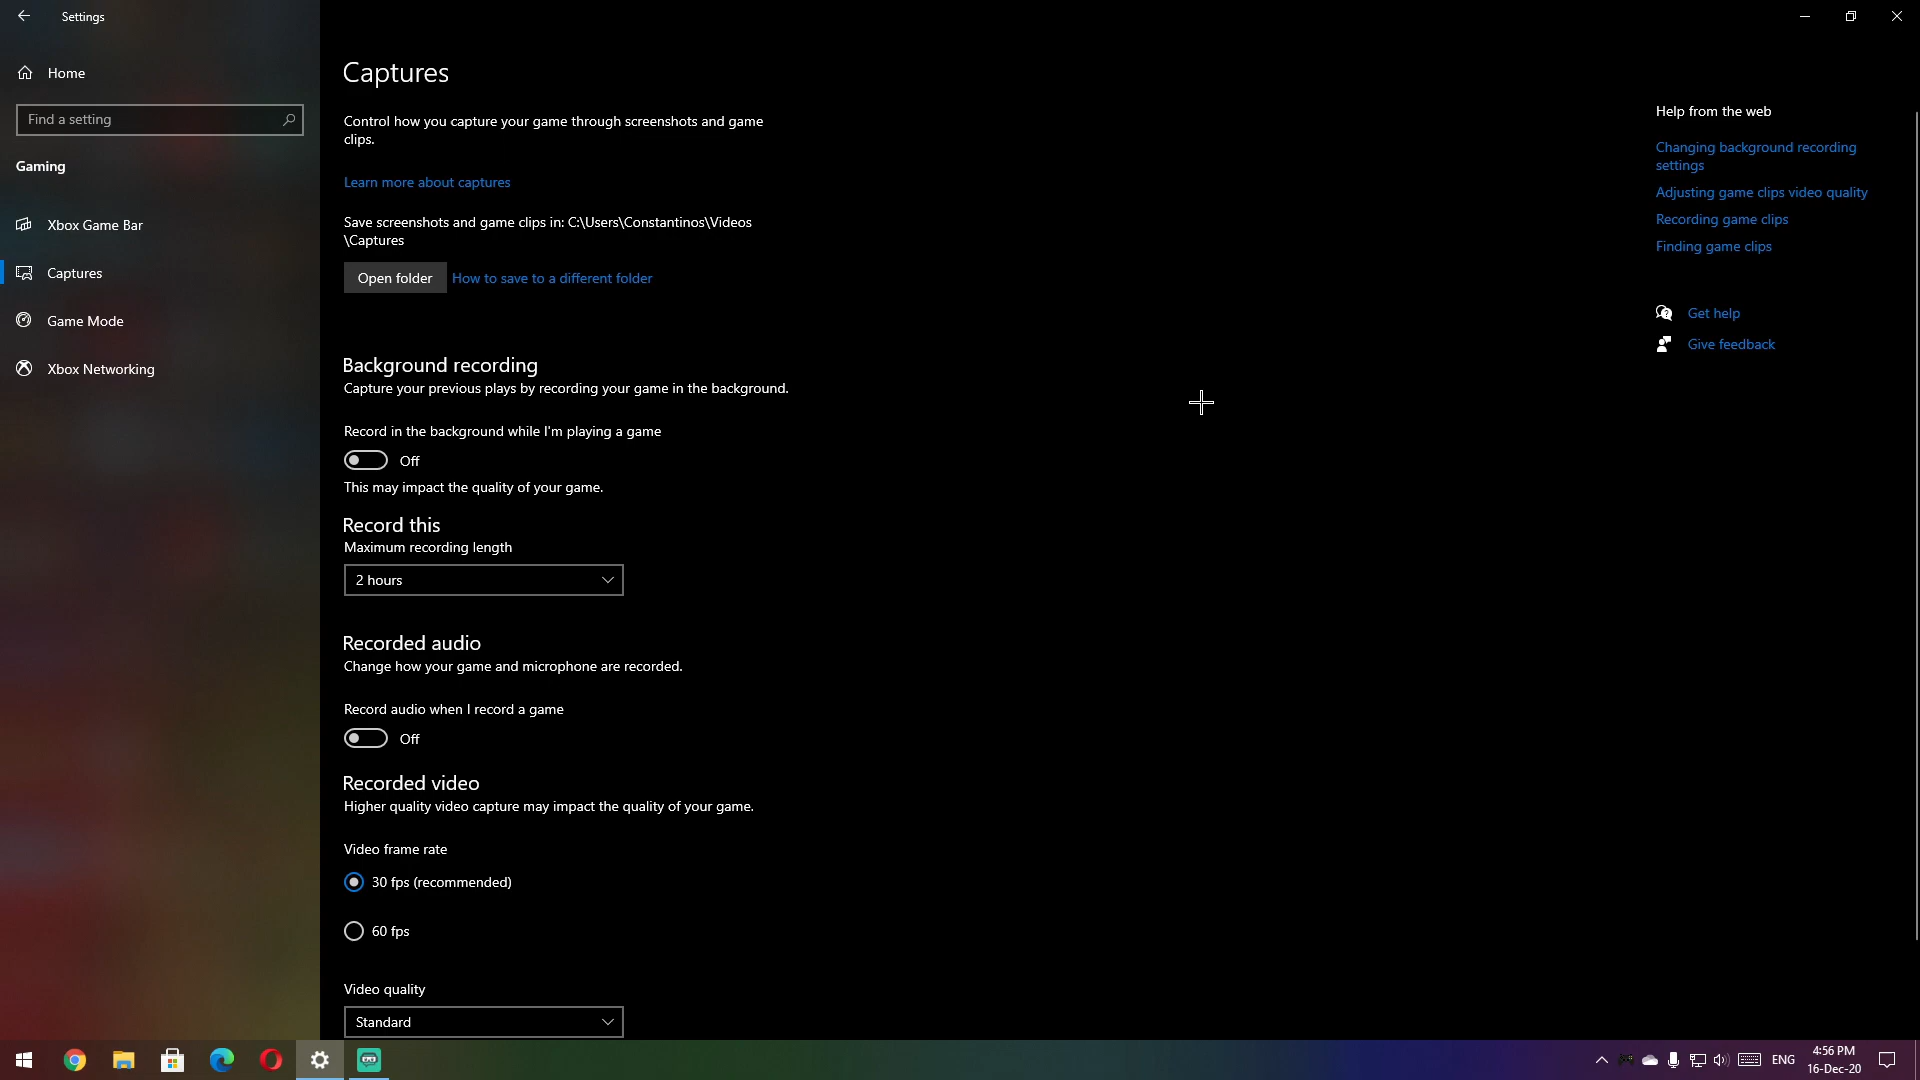 Settings
Home
Find a setting
Gaming
Xbox Game Bar
Captures
Game Mode
Xbox Networking
Captures
Control how you capture your game through screenshots and game
clips.
Learn more about captures
Save screenshots and game clips in: C:\Users\Constantinos\Videos
\Captures
Open folder
How to save to a different folder
Background recording
Capture your previous plays by recording your game in the background.
Record in the background while I'm playing a game
Off
This may impact the quality of your game.
Record this
Maximum recording length
2 hours
Recorded audio
Change how your game and microphone are recorded.
Record audio when I record a game
Off
Recorded video
Higher quality video capture may impact the quality of your game.
Video frame rate
30 fps (recommended)
60 fps
Video quality
Standard
Help from the web
Changing background recording
settings
Adjusting game clips video quality
Recording game clips
Finding game clips
Get help
Give feedback
ENG
4:56 PM
16-Dec-20